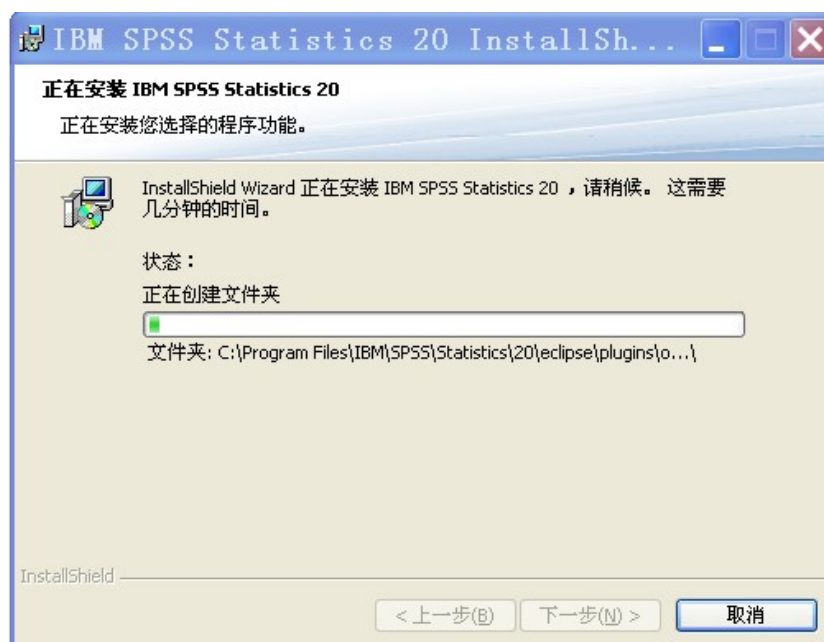 IBM SPSS Statistics 20 InstallSh...
正在安装 IBM SPSS Statistics 20
正在安装您选择的程序功能。
InstallShield Wizard 正在安装 IBM SPSS Statistics 20 ，请稍候。 这需要
几分钟的时间。
状态：
正在创建文件夹
文件夹: C:\Program Files\IBM\SPSS\Statistics\20\eclipse\plugins\o...\
InstallShield
< 上一步(B) 下一步(N) > 取消